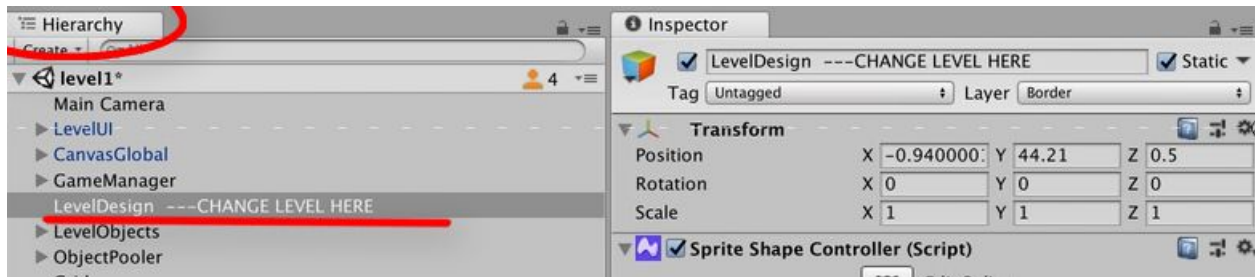 Hierarchy
Create
level1*
4
Main Camera
LevelUI
CanvasGlobal
GameManager
LevelDesign ---CHANGE LEVEL HERE
LevelObjects
ObjectPooler
Inspector
LevelDesign ---CHANGE LEVEL HERE
Static
Tag Untagged Layer Border
Transform
Position X -0.940000 Y 44.21 Z 0.5
Rotation X 0 Y 0 Z 0
Scale X 1 Y 1 Z 1
Sprite Shape Controller (Script)